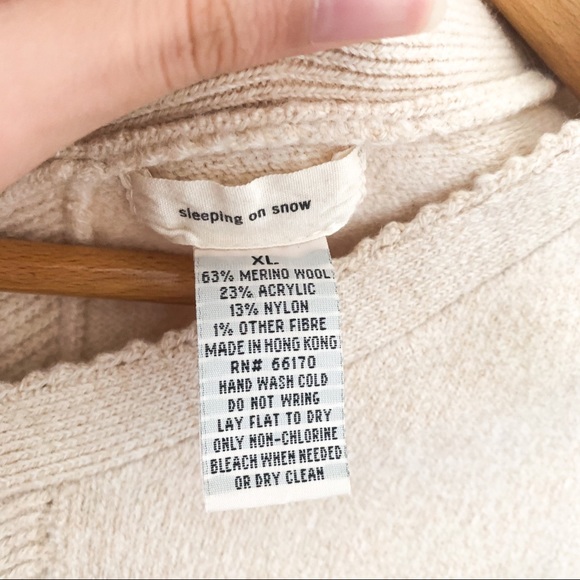 sleeping on snow
XL
63% MERINO WOOL
23% ACRYLIC
13% NYLON
1% OTHER FIBRE
MADE IN HONG KONG
RN# 66170
HAND WASH COLD
DO NOT WRING
LAY FLAT TO DRY
ONLY NON-CHLORINE
BLEACH WHEN NEEDED
OR DRY CLEAN